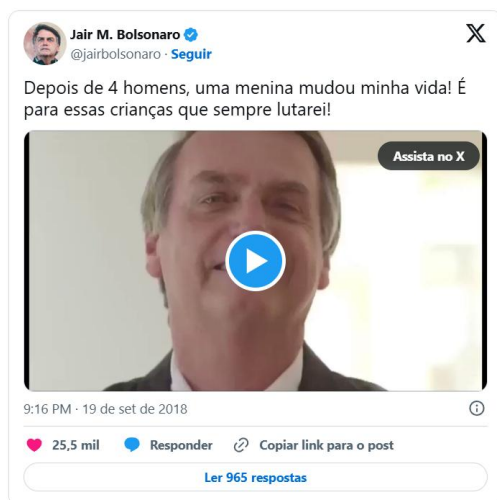 Jair M. Bolsonaro
@jairbolsonaro · Seguir
Depois de 4 homens, uma menina mudou minha vida! É
para essas crianças que sempre lutarei!
Assista no X
9:16 PM · 19 de set de 2018
25,5 mil Responder Copiar link para o post
Ler 965 respostas